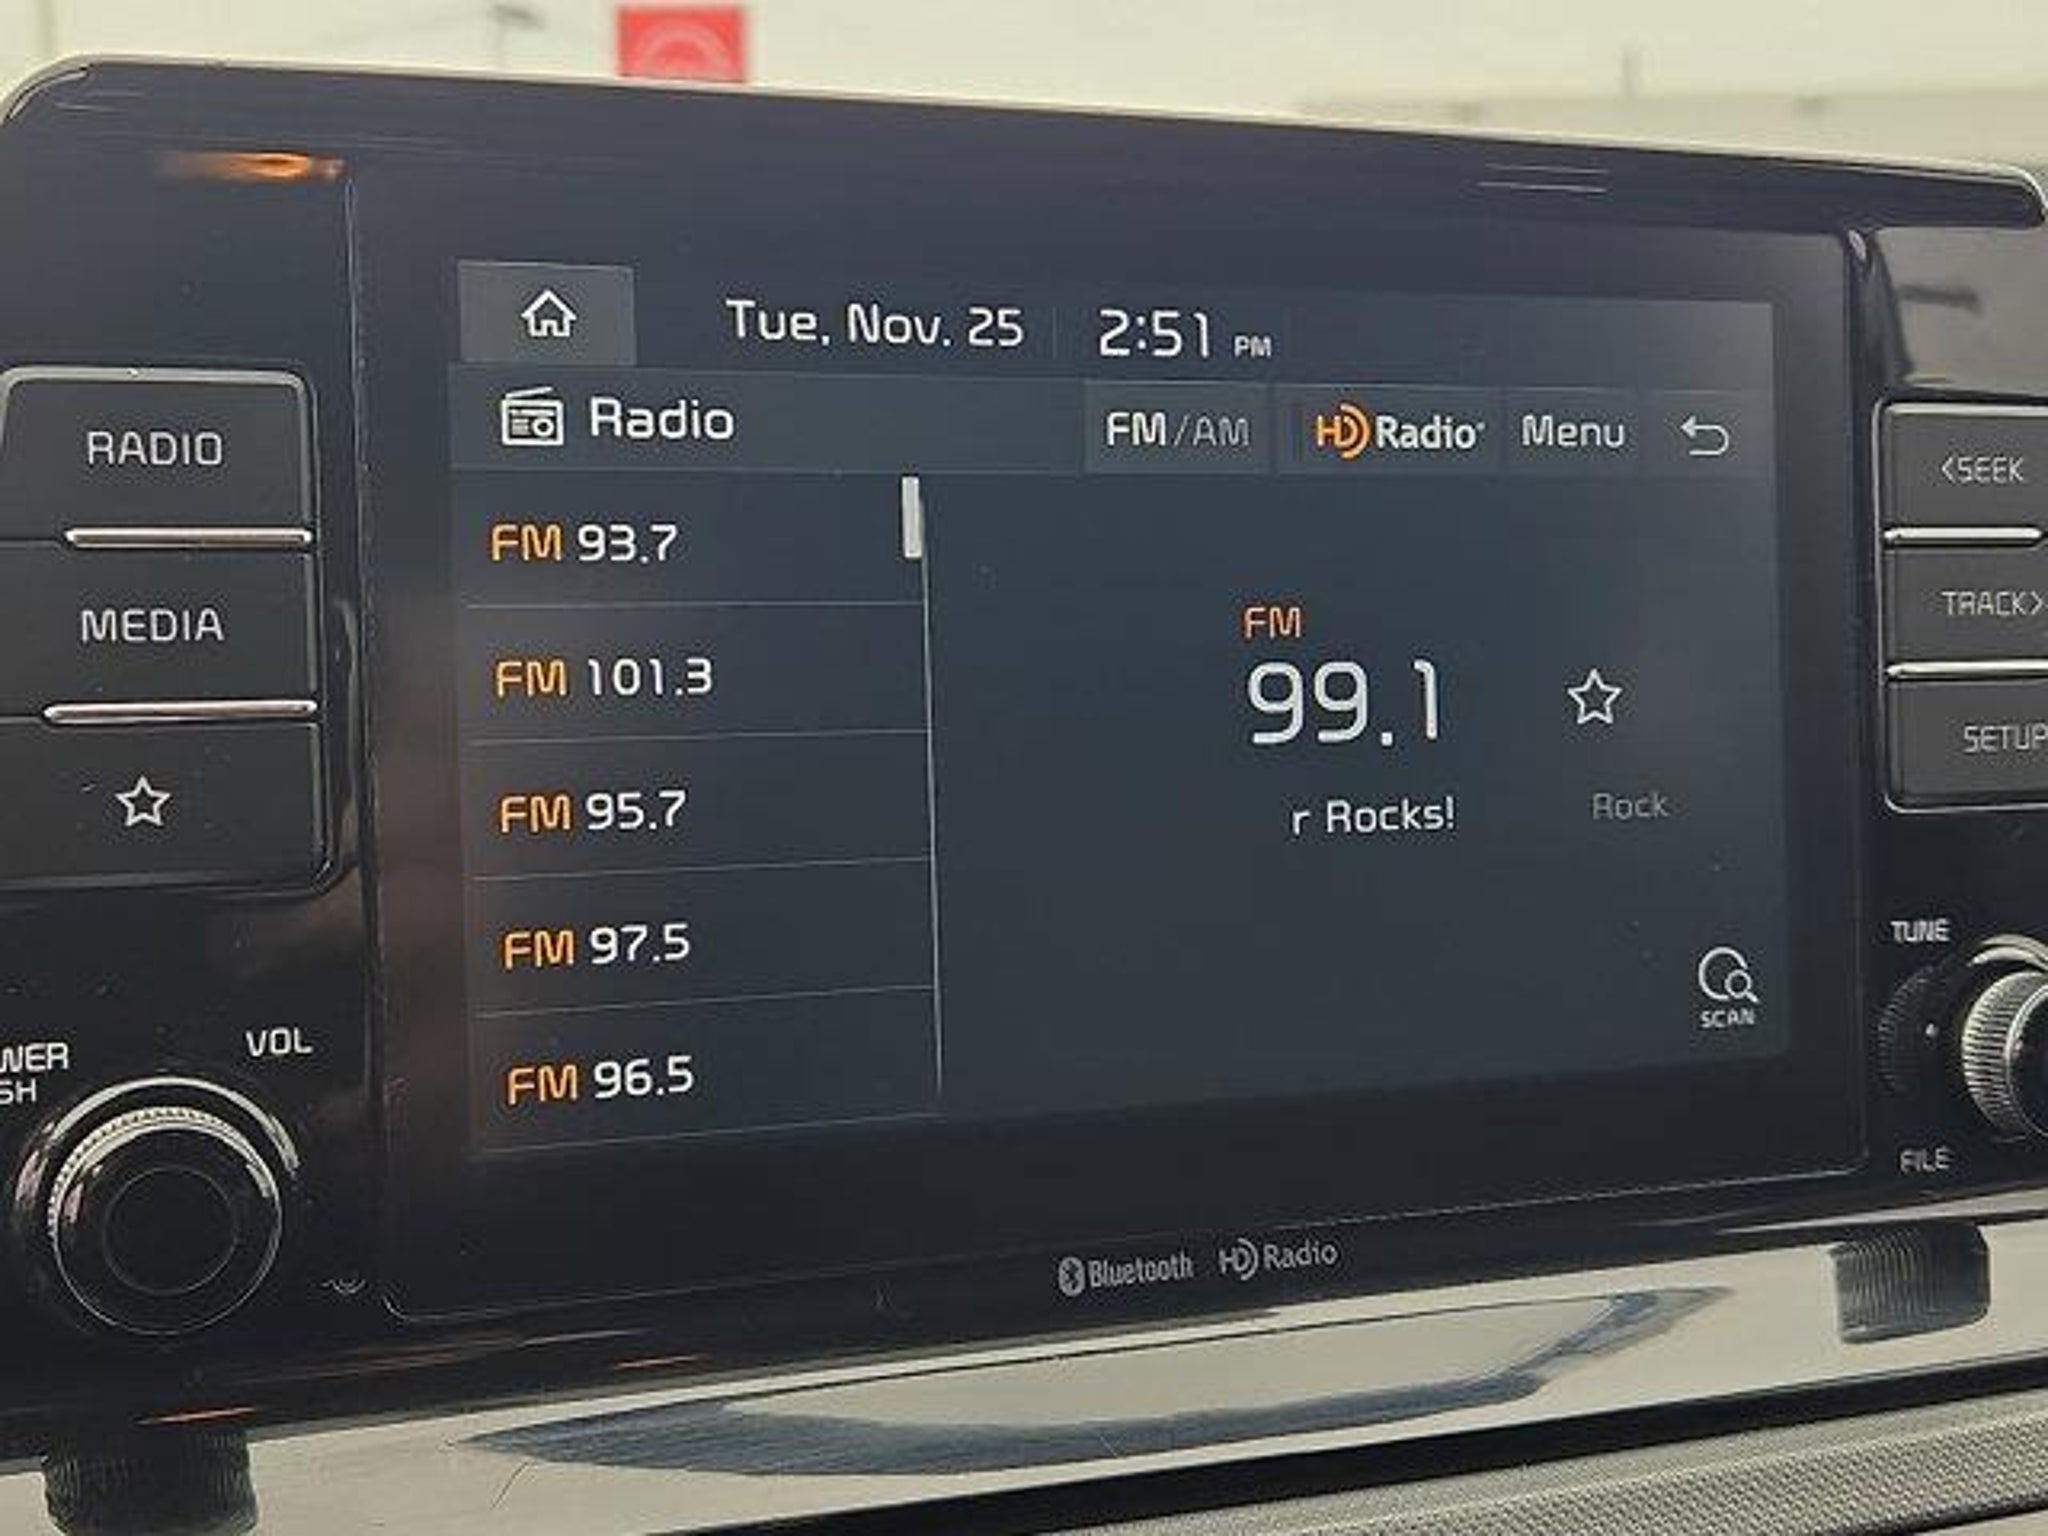 Tue, Nov. 25 2:51 PM
Radio FM/AM HD Radio Menu
RADIO
MEDIA
FM 93.7
FM 101.3
FM 95.7
FM 97.5
FM 96.5
FM
99.1
r Rocks!
Rock
SCAN
<SEEK
TRACK>
SETUP
TUNE
FILE
WER
SH
VOL
Bluetooth HD Radio